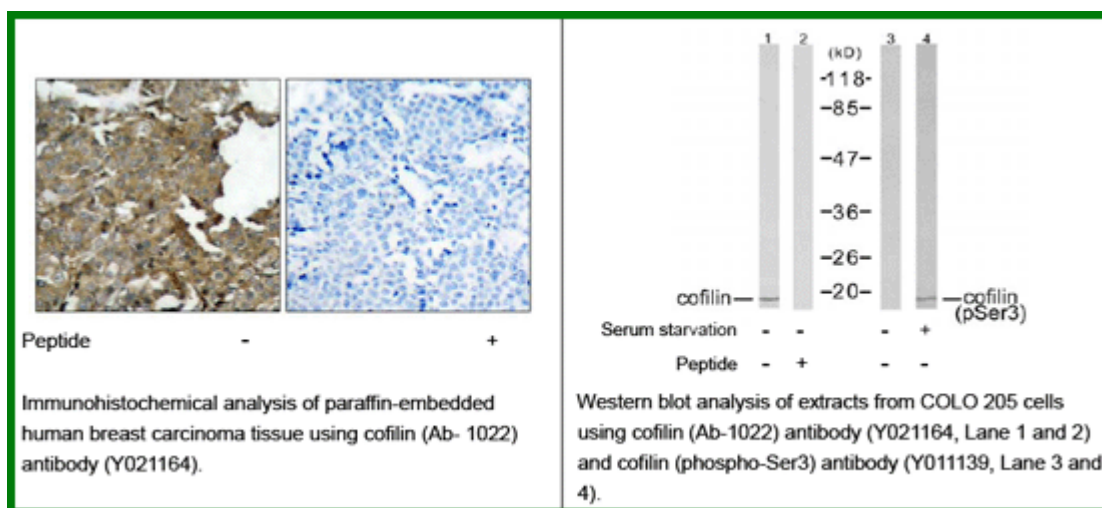 Peptide - +
Immunohistochemical analysis of paraffin-embedded
human breast carcinoma tissue using cofilin (Ab- 1022)
antibody (Y021164).
1 2 3 4
(kD)
-118-
-85-
-47-
-36-
-26-
-20-
cofilin
cofilin
(pSer3)
Serum starvation - - - +
Peptide - + - -
Western blot analysis of extracts from COLO 205 cells
using cofilin (Ab-1022) antibody (Y021164, Lane 1 and 2)
and cofilin (phospho-Ser3) antibody (Y011139, Lane 3 and
4).